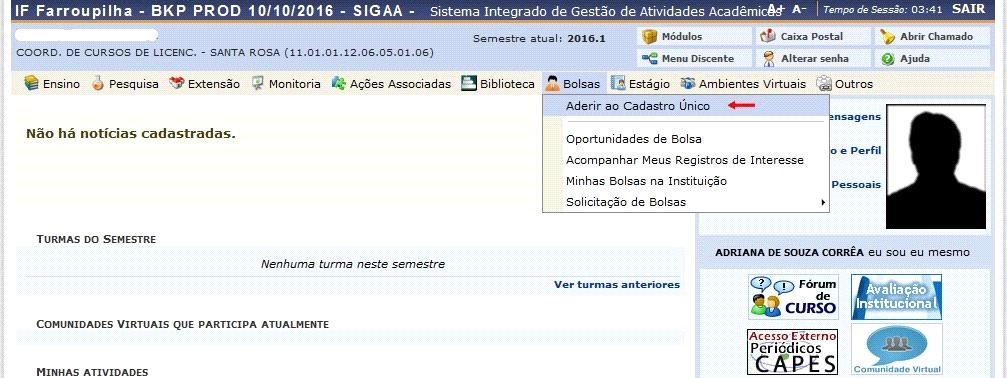 IF Farroupilha - BKP PROD 10/10/2016 - SIGAA - Sistema Integrado de Gestão de Atividades Acadêmicas A+ A- Tempo de Sessão: 03:41 SAIR
Semestre atual: 2016.1
COORD. DE CURSOS DE LICENC. - SANTA ROSA (11.01.01.12.06.05.01.06)
Módulos Caixa Postal Abrir Chamado
Menu Discente Alterar senha Ajuda
Ensino Pesquisa Extensão Monitoria Ações Associadas Biblioteca Bolsas Estágio Ambientes Virtuais Outros
Aderir ao Cadastro Único
Oportunidades de Bolsa
Acompanhar Meus Registros de Interesse
Minhas Bolsas na Instituição
Solicitação de Bolsas
Não há notícias cadastradas.
ensagens
o e Perfil
Pessoais
TURMAS DO SEMESTRE
Nenhuma turma neste semestre
Ver turmas anteriores
COMUNIDADES VIRTUAIS QUE PARTICIPA ATUALMENTE
MINHAS ATIVIDADES
ADRIANA DE SOUZA CORRÊA eu sou eu mesmo
Fórum de CURSO
Avaliação Institucional
Acesso Externo
Periódicos
CAPES
Comunidade Virtual